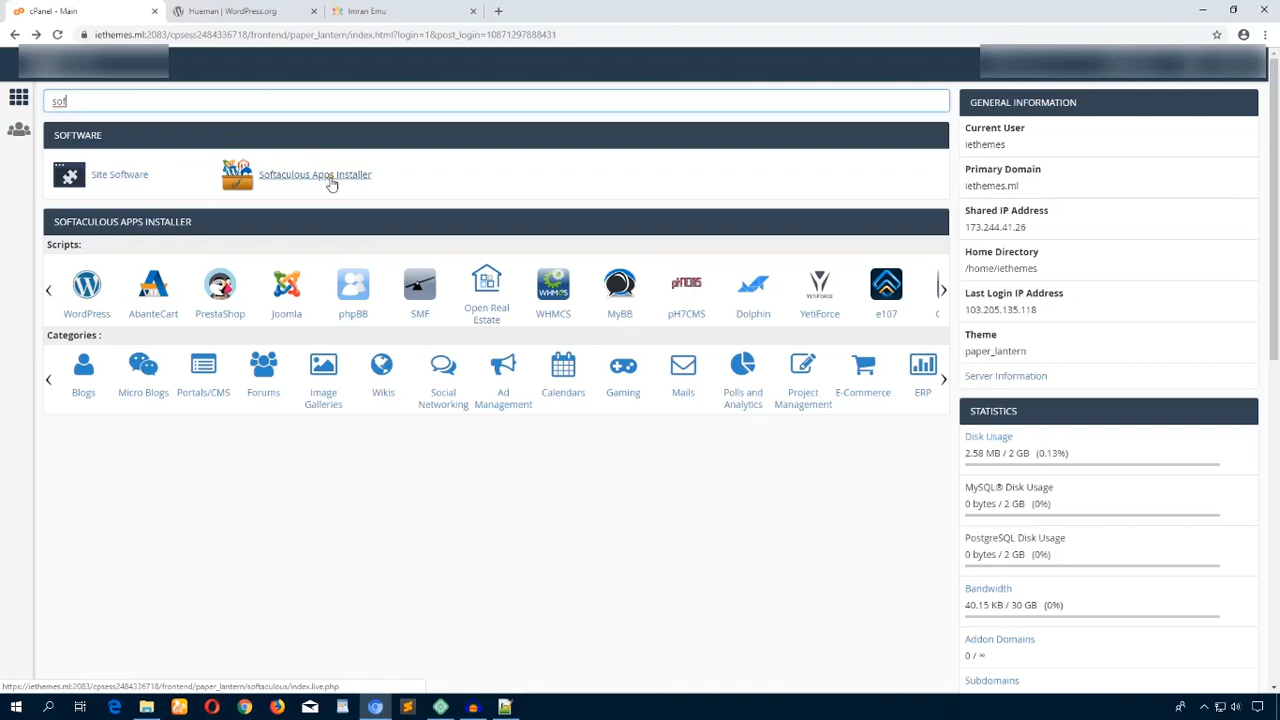 cPanel - Main
Hueman | WordPress.org
Imran Emu
iethemes.ml:2083/cpsess2484336718/frontend/paper_lantern/index.html?login=1&post_login=10871297888431
sof
SOFTWARE
Site Software
Softaculous Apps Installer
SOFTACULOUS APPS INSTALLER
Scripts:
WordPress
AbanteCart
PrestaShop
Joomla
phpBB
SMF
Open Real
Estate
WHMCS
MyBB
pH7CMS
Dolphin
YetiForce
e107
Categories :
Blogs
Micro Blogs
Portals/CMS
Forums
Image
Galleries
Wikis
Social
Networking
Ad
Management
Calendars
Gaming
Mails
Polls and
Analytics
Project
Management
E-Commerce
ERP
GENERAL INFORMATION
Current User
iethemes
Primary Domain
iethemes.ml
Shared IP Address
173.244.41.26
Home Directory
/home/iethemes
Last Login IP Address
103.205.135.118
Theme
paper_lantern
Server Information
STATISTICS
Disk Usage
2.58 MB / 2 GB (0.13%)
MySQL® Disk Usage
0 bytes / 2 GB (0%)
PostgreSQL Disk Usage
0 bytes / 2 GB (0%)
Bandwidth
40.15 KB / 30 GB (0%)
Addon Domains
0 / ∞
Subdomains
https://iethemes.ml:2083/cpsess2484336718/frontend/paper_lantern/softaculous/index.live.php